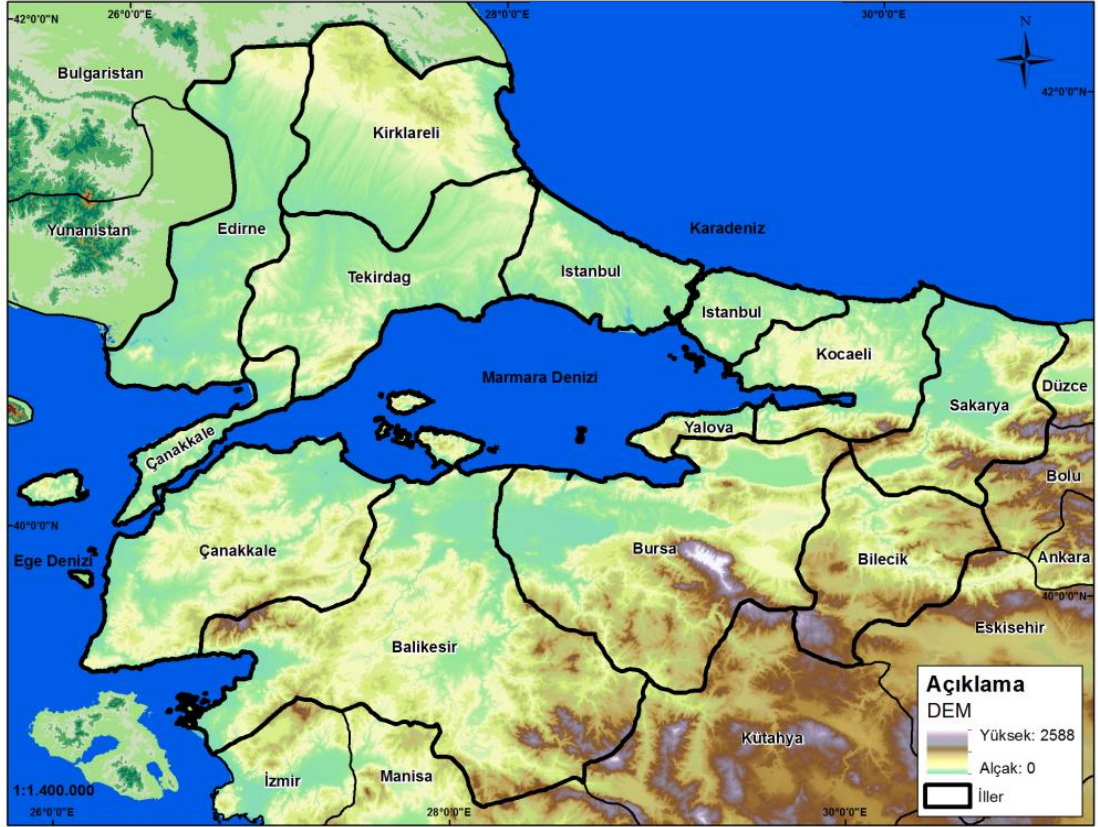 42°0'0"N
26°0'0"E
28°0'0"E
30°0'0"E
N
Bulgaristan
42°0'0"N
Kirklareli
Yunanistan
Edirne
Karadeniz
Tekirdag
Istanbul
Istanbul
Kocaeli
Marmara Denizi
Düzce
Sakarya
Yalova
Çanakkale
Bolu
40°0'0"N
Ege Denizi
Çanakkale
Bursa
Bilecik
Ankara
40°0'0"N
Eskisehir
Balikesir
Açıklama
DEM
Yüksek: 2588
Alçak: 0
İller
Kütahya
İzmir
Manisa
1:1.400.000
26°0'0"E
28°0'0"E
30°0'0"E